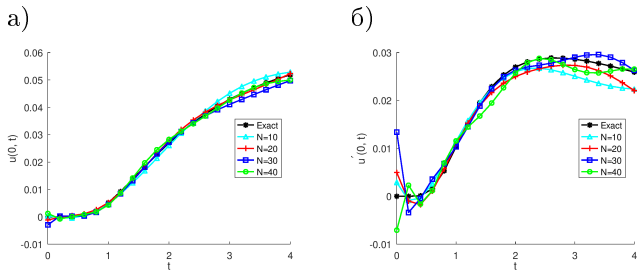 а)
0.06
0.05
0.04
0.03
0.02
0.01
0
-0.01
u(0, t)
0
1
2
3
4
t
Exact
N=10
N=20
N=30
N=40
б)
0.03
0.02
0.01
0
-0.01
u′(0, t)
0
1
2
3
4
t
Exact
N=10
N=20
N=30
N=40